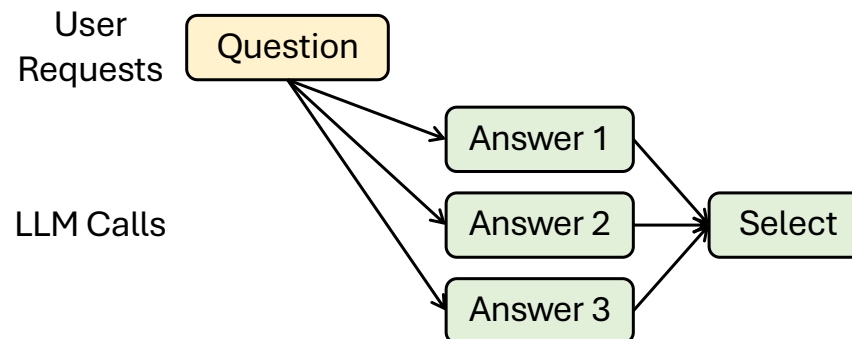 User
Requests
Question
Answer 1
LLM Calls
Answer 2
Select
Answer 3